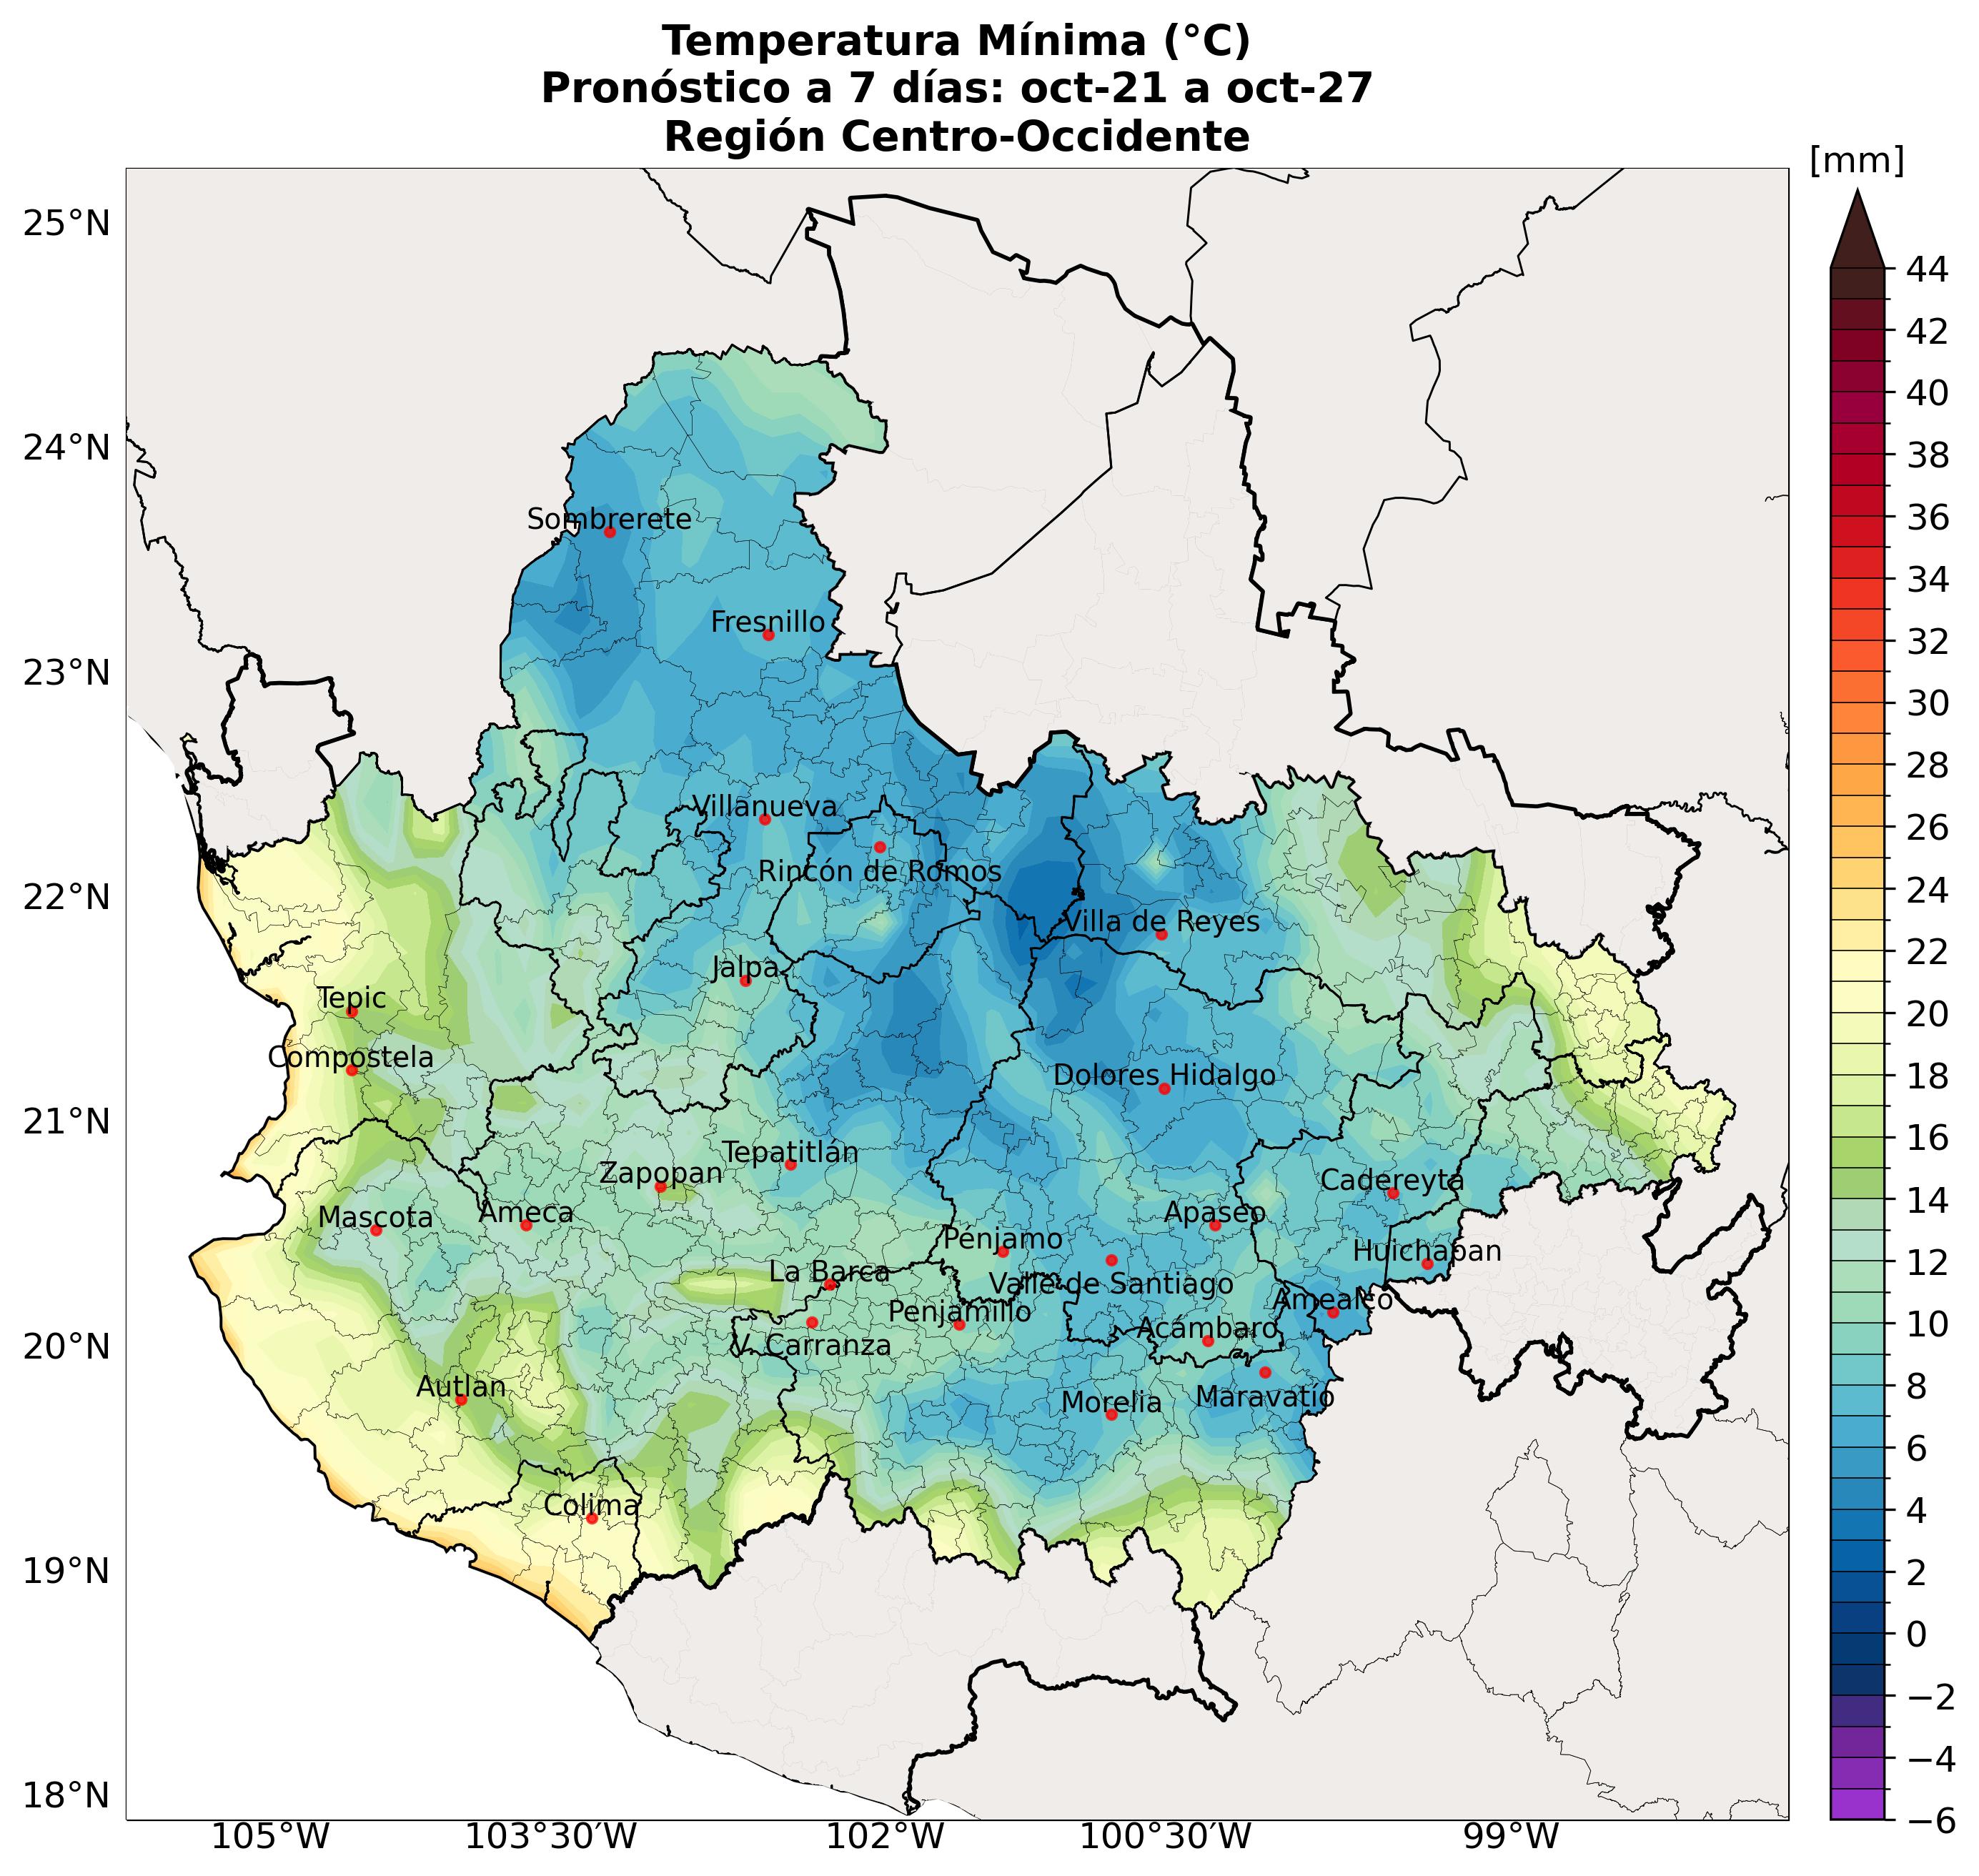 Temperatura Mínima (°C)
Pronóstico a 7 días: oct-21 a oct-27
Región Centro-Occidente
[mm]
25°N
24°N
23°N
22°N
21°N
20°N
19°N
18°N
105°W
103°30′W
102°W
100°30′W
99°W
44
42
40
38
36
34
32
30
28
26
24
22
20
18
16
14
12
10
8
6
4
2
0
−2
−4
−6
Sombrerete
Fresnillo
Villanueva
Rincón de Romos
Villa de Reyes
Jalpa
Tepic
Compostela
Dolores Hidalgo
Tepatitlán
Zapopan
Cadereyta
Mascota
Ameca
Apaseo
Pénjamo
Huichapan
La Barca
Valle de Santiago
Amealco
Penjamillo
Acámbaro
V. Carranza
Autlan
Morelia
Maravatío
Colima